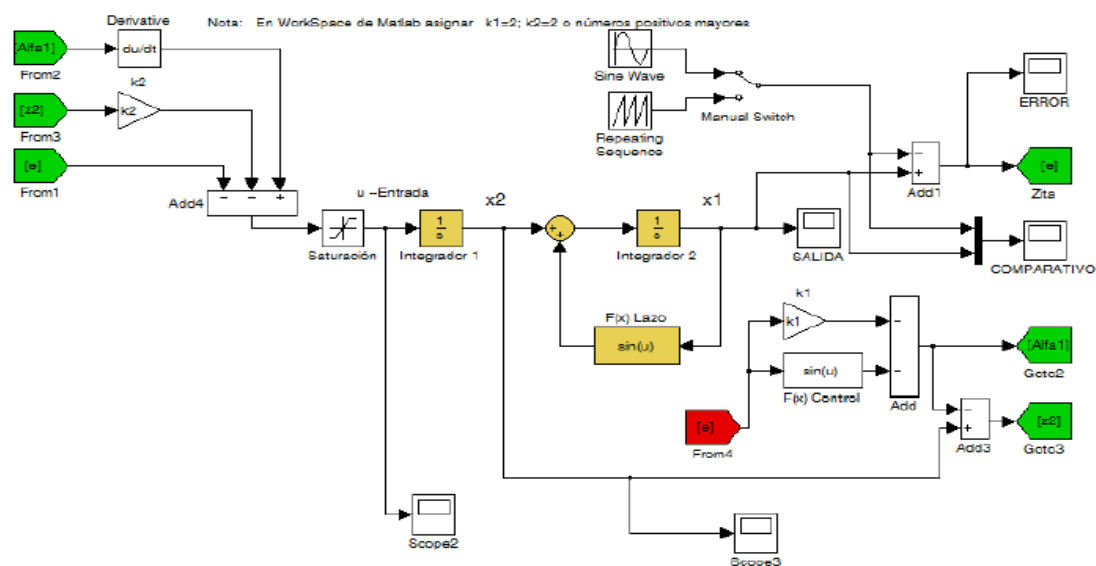 Derivative
Nota: En WorkSpace de Matlab asignar k1=2; k2=2 o números positivos mayores
[Alfa1]
du/dt
From2
k2
[z2]
k2
From3
[e]
From1
Sine Wave
Manual Switch
Repeating
Sequence
ERROR
Add1
[e]
Zita
Add4
u --Entrada
x2
x1
Saturación
1
s
Integrador 1
+
+
1
s
Integrador 2
SALIDA
COMPARATIVO
F(x) Lazo
sin(u)
k1
k1
[Alfa1]
Goto2
sin(u)
F(x) Control
Add
[e]
From4
Add3
[z2]
Goto3
Scope2
Scope3